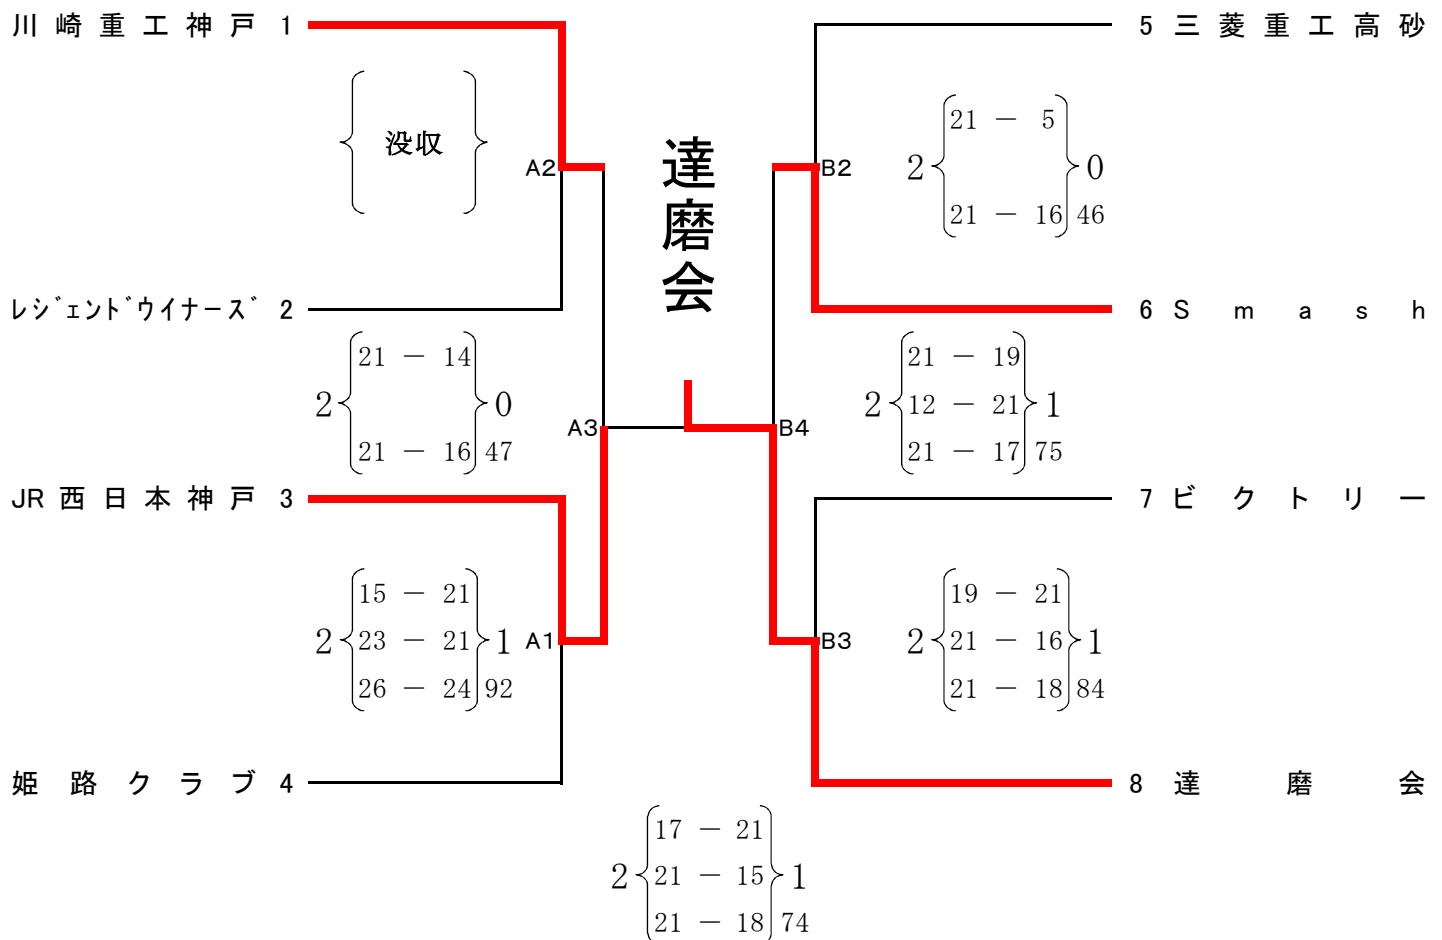 川崎重工神戸 1
5 三菱重工高砂
没収
A2
達磨会
B2
2 21 － 5 0
21 － 16 46
ﾚｼﾞｪﾝﾄﾞｳｲﾅｰｽﾞ 2
6 Smash
2 21 － 14 0
21 － 16 47
A3
B4
2 21 － 19 1
12 － 21
21 － 17 75
JR西日本神戸 3
7 ビクトリー
2 15 － 21 1
23 － 21
26 － 24 92
A1
B3
2 19 － 21 1
21 － 16
21 － 18 84
姫路クラブ 4
8 達磨会
2 17 － 21 1
21 － 15
21 － 18 74